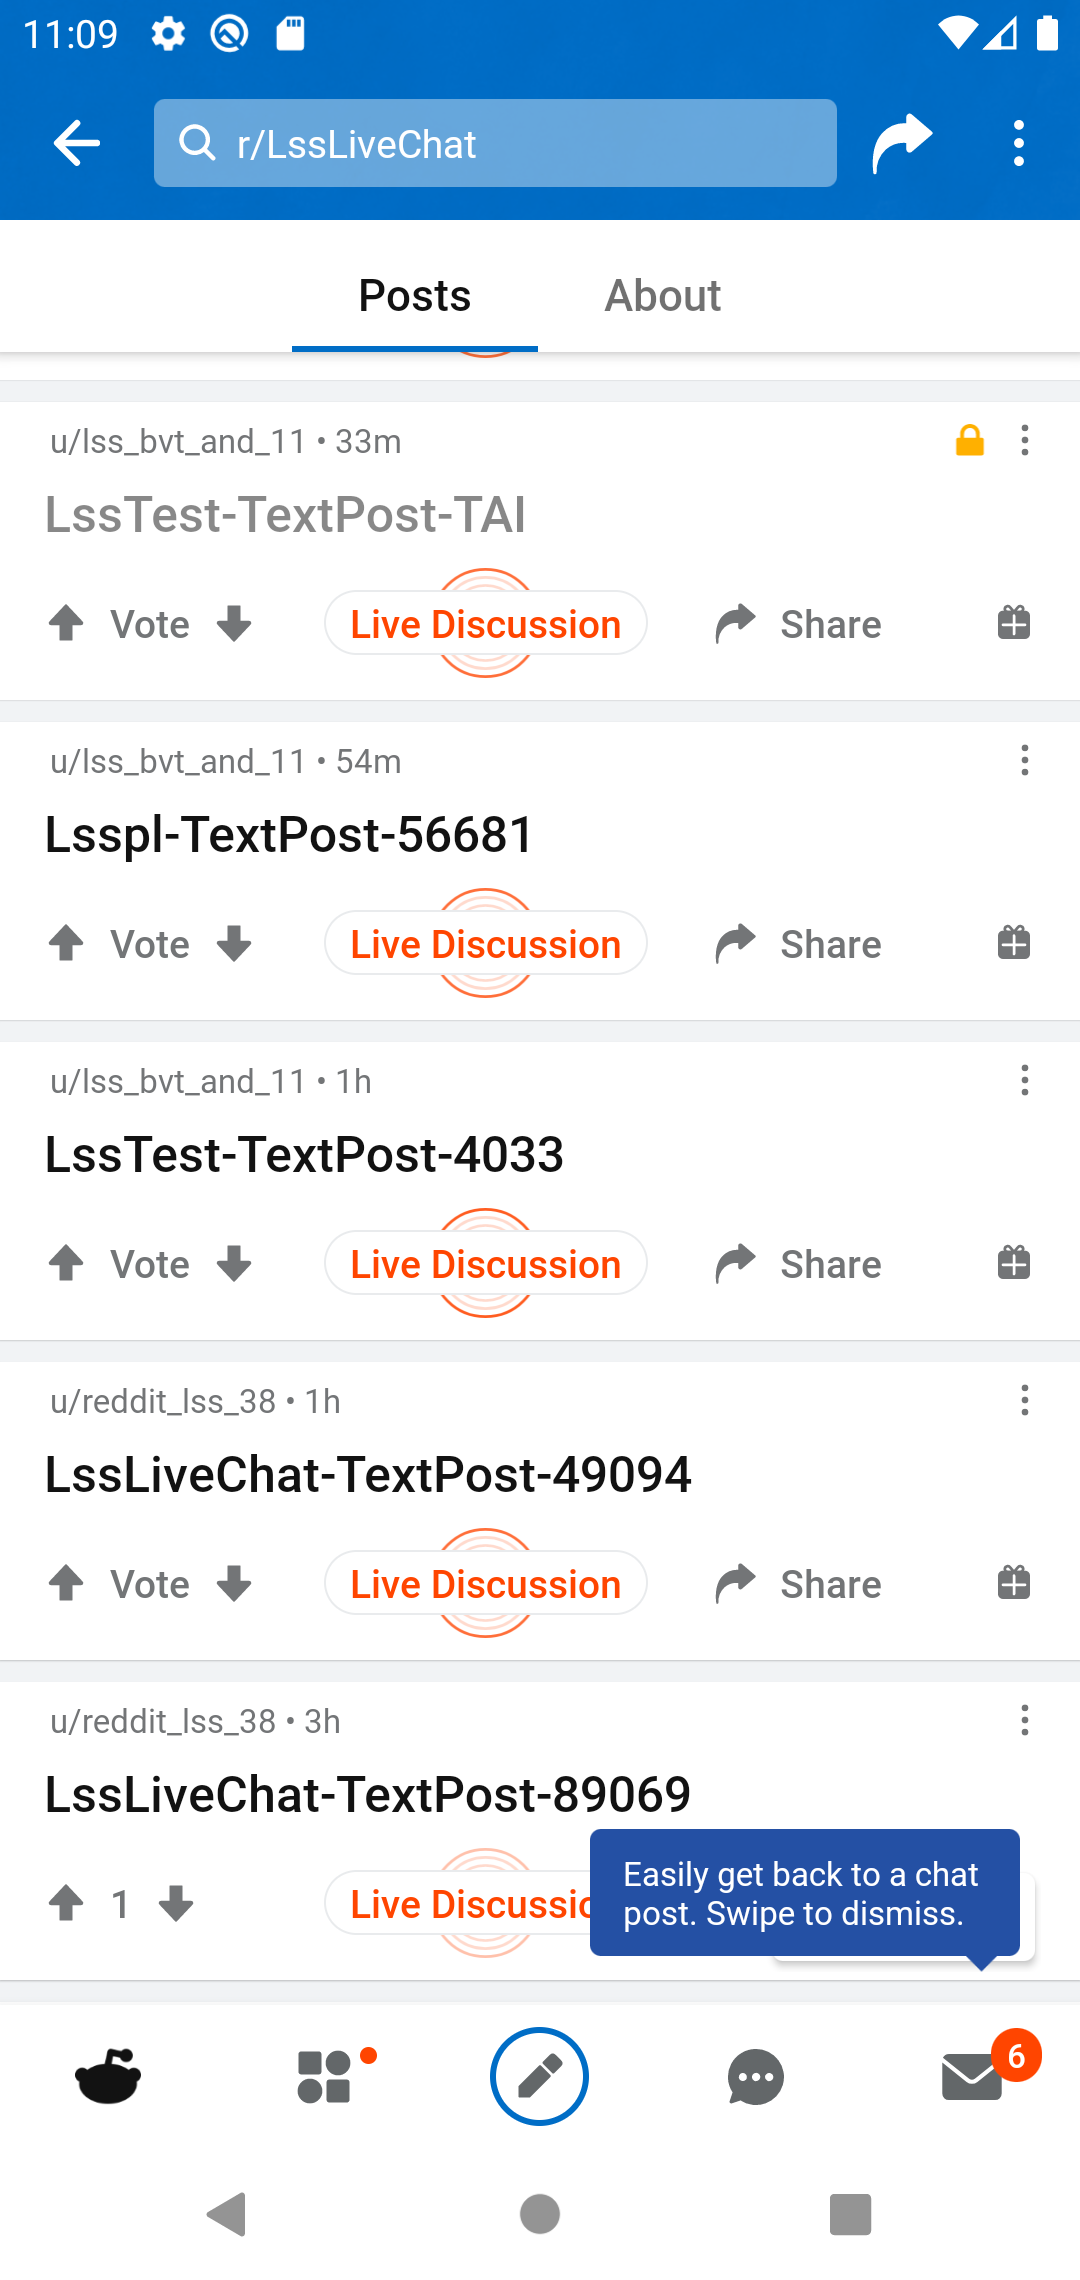 11:09
r/LssLiveChat
Posts About
u/lss_bvt_and_11 • 33m
LssTest-TextPost-TAI
Vote Live Discussion Share
u/lss_bvt_and_11 • 54m
Lsspl-TextPost-56681
Vote Live Discussion Share
u/lss_bvt_and_11 • 1h
LssTest-TextPost-4033
Vote Live Discussion Share
u/reddit_lss_38 • 1h
LssLiveChat-TextPost-49094
Vote Live Discussion Share
u/reddit_lss_38 • 3h
LssLiveChat-TextPost-89069
1 Live
Easily get back to a chat
post. Swipe to dismiss.
6